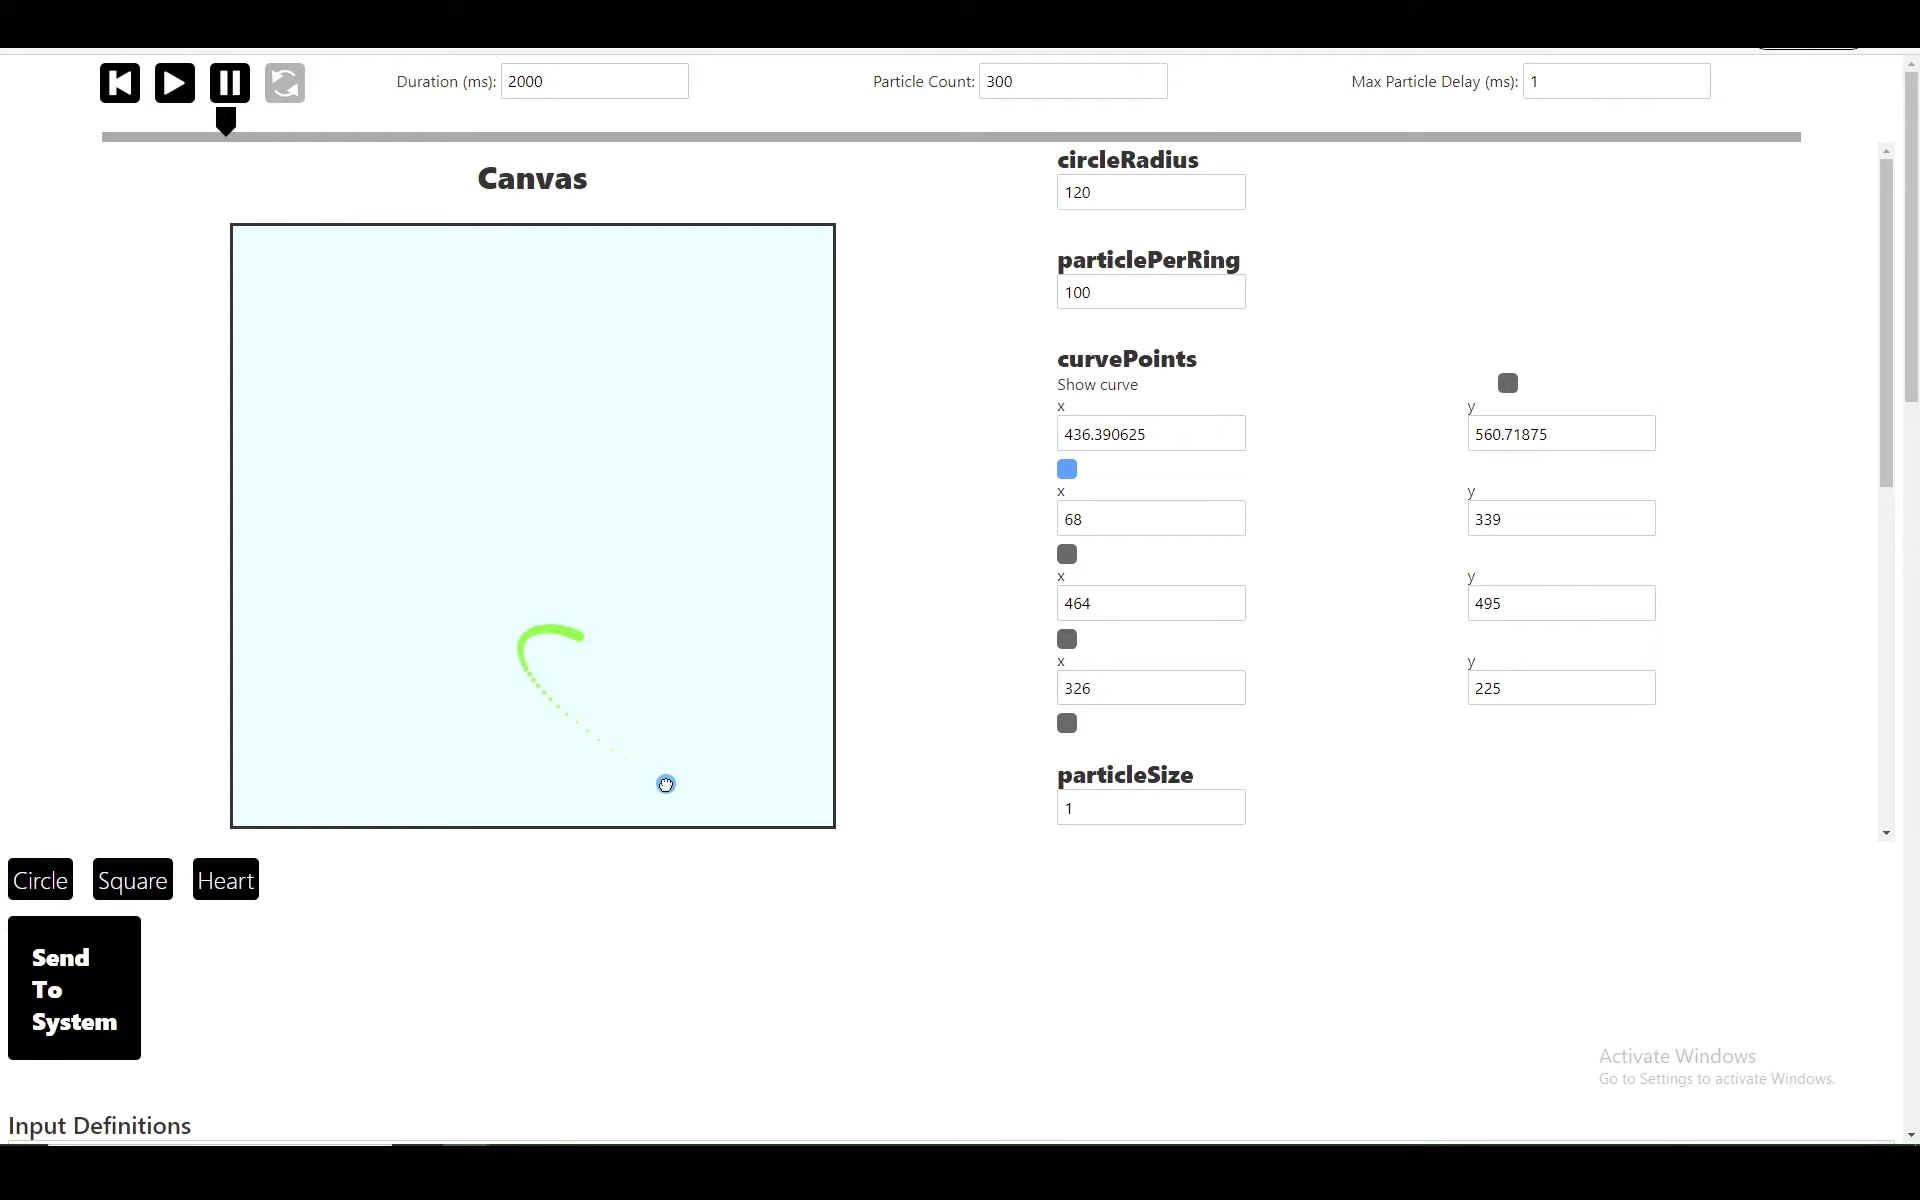 Duration (ms): 2000 Particle Count: 300 Max Particle Delay (ms): 1
Canvas
circleRadius
120
particlePerRing
100
curvePoints
Show curve
x y
436.390625 560.71875
x y
68 339
x y
464 495
x y
326 225
particleSize
1
Circle Square Heart
Send
To
System
Activate Windows
Go to Settings to activate Windows.
Input Definitions